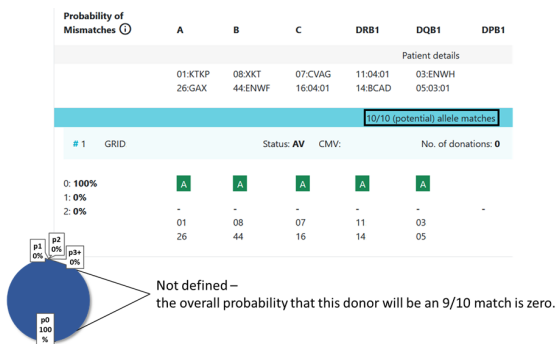 Probability of
Mismatches ⓘ A B C DRB1 DQB1 DPB1
Patient details
01:KTKP 08:XKT 07:CVAG 11:04:01 03:ENWH
26:GAX 44:ENWF 16:04:01 14:BCAD 05:03:01
10/10 (potential) allele matches
# 1 GRID Status: AV CMV: No. of donations: 0
0: 100% A A A A A
1: 0%
2: 0% - - - - - -
01 08 07 11 03
26 44 16 14 05
p1
0%
p2
0%
p3+
0%
p0
100
%
Not defined –
the overall probability that this donor will be an 9/10 match is zero.